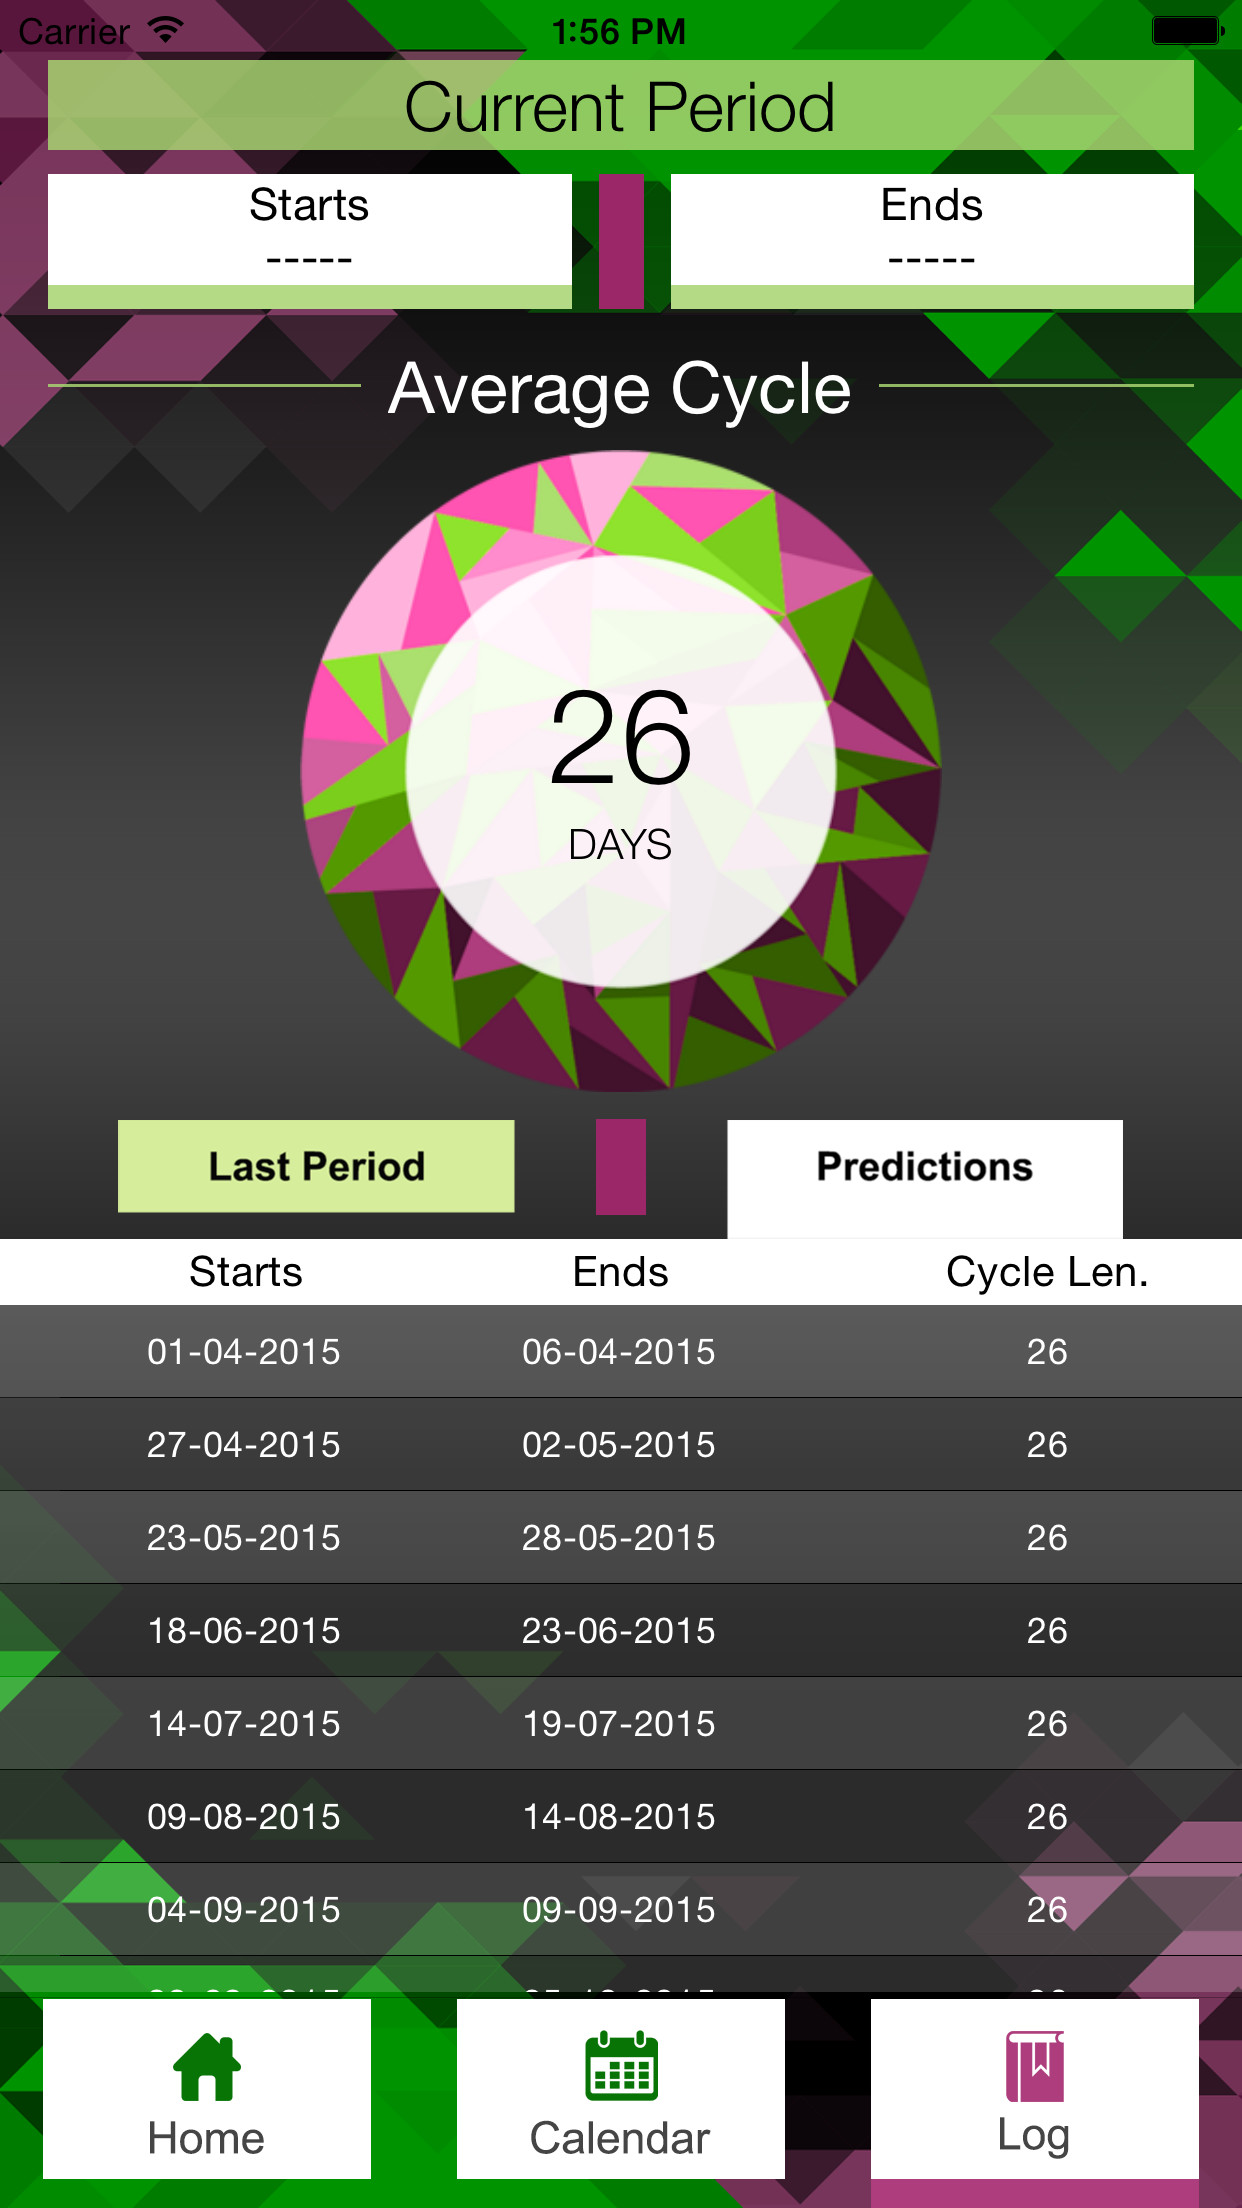 Carrier 1:56 PM
Current Period
Starts Ends
----- -----
Average Cycle
26
DAYS
Last Period Predictions
Starts Ends Cycle Len.
01-04-2015 06-04-2015 26
27-04-2015 02-05-2015 26
23-05-2015 28-05-2015 26
18-06-2015 23-06-2015 26
14-07-2015 19-07-2015 26
09-08-2015 14-08-2015 26
04-09-2015 09-09-2015 26
Home Calendar Log